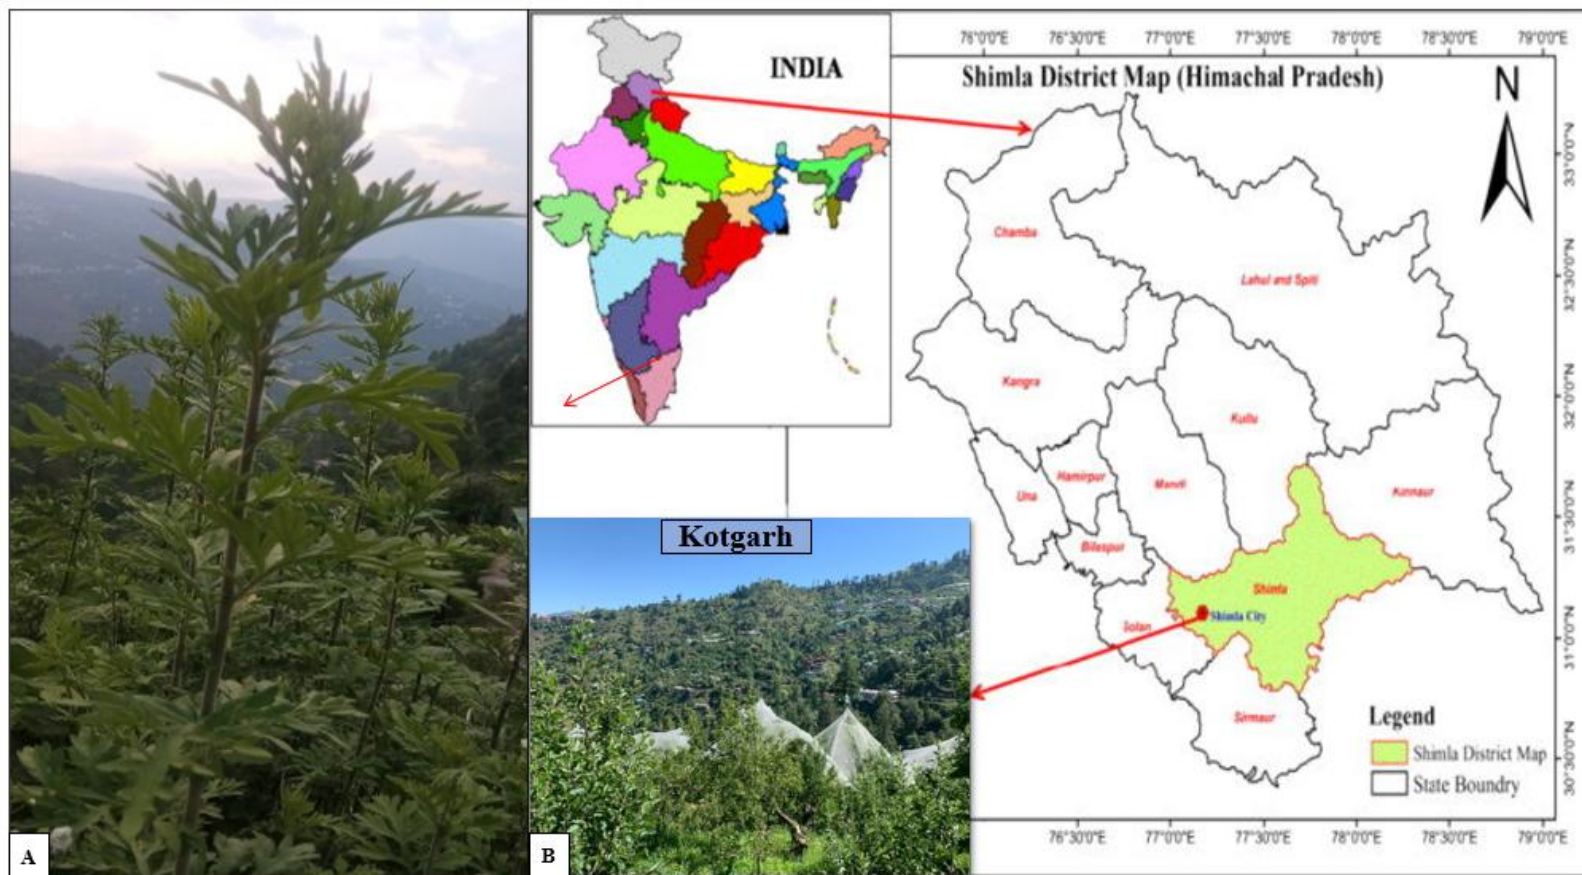 INDIA
76°0'0"E 76°30'0"E 77°0'0"E 77°30'0"E 78°0'0"E 78°30'0"E 79°0'0"E
Shimla District Map (Himachal Pradesh)
N
33°0'0"N
32°30'0"N
32°0'0"N
31°30'0"N
31°0'0"N
30°30'0"N
Chamba
Lahul and Spiti
Kangra
Kullu
Una
Hamirpur
Mandi
Kinnaur
Bilaspur
Shimla
Shimla City
Solan
Sirmaur
Legend
Shimla District Map
State Boundry
76°30'0"E 77°0'0"E 77°30'0"E 78°0'0"E 78°30'0"E 79°0'0"E
Kotgarh
A
B